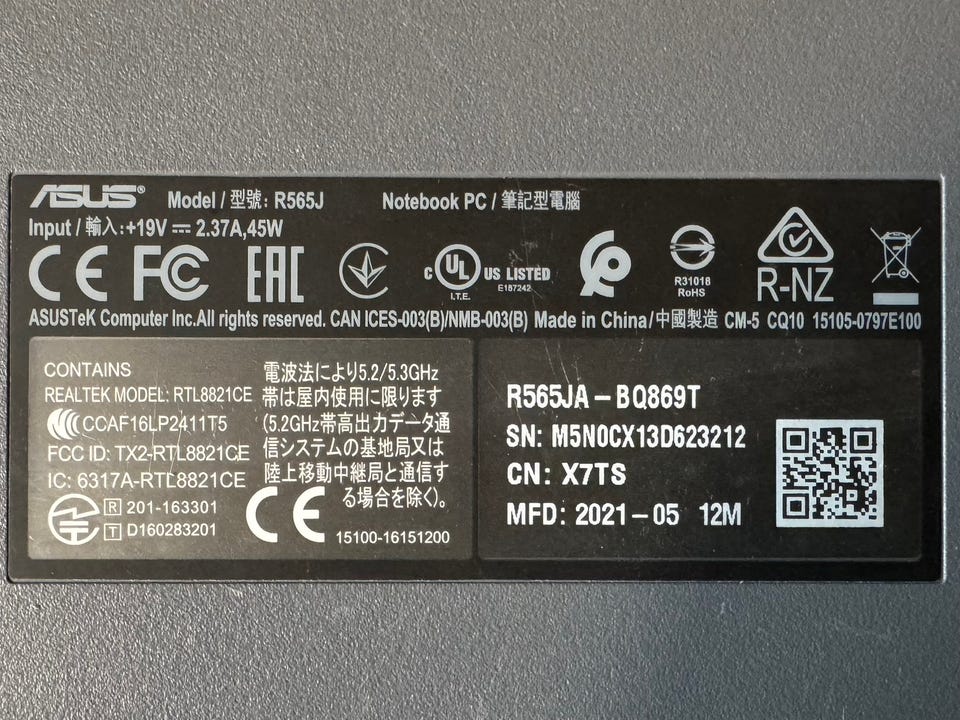 ASUS® Model / 型號: R565J Notebook PC / 筆記型電腦
Input / 輸入:+19V ⎓ 2.37A,45W
CE FC EAC c UL US LISTED
I.T.E. E187242
R31018
RoHS
R-NZ
ASUSTeK Computer Inc.All rights reserved. CAN ICES-003(B)/NMB-003(B) Made in China/中國製造 CM-5 CQ10 15105-0797E100
CONTAINS
REALTEK MODEL: RTL8821CE
CCAF16LP2411T5
FCC ID: TX2-RTL8821CE
IC: 6317A-RTL8821CE
R 201-163301
T D160283201
電波法により5.2/5.3GHz
帯は屋内使用に限ります
(5.2GHz帯高出力データ通
信システムの基地局又は
陸上移動中継局と通信す
る場合を除く)。
CE 15100-16151200
R565JA-BQ869T
SN: M5N0CX13D623212
CN: X7TS
MFD: 2021-05 12M